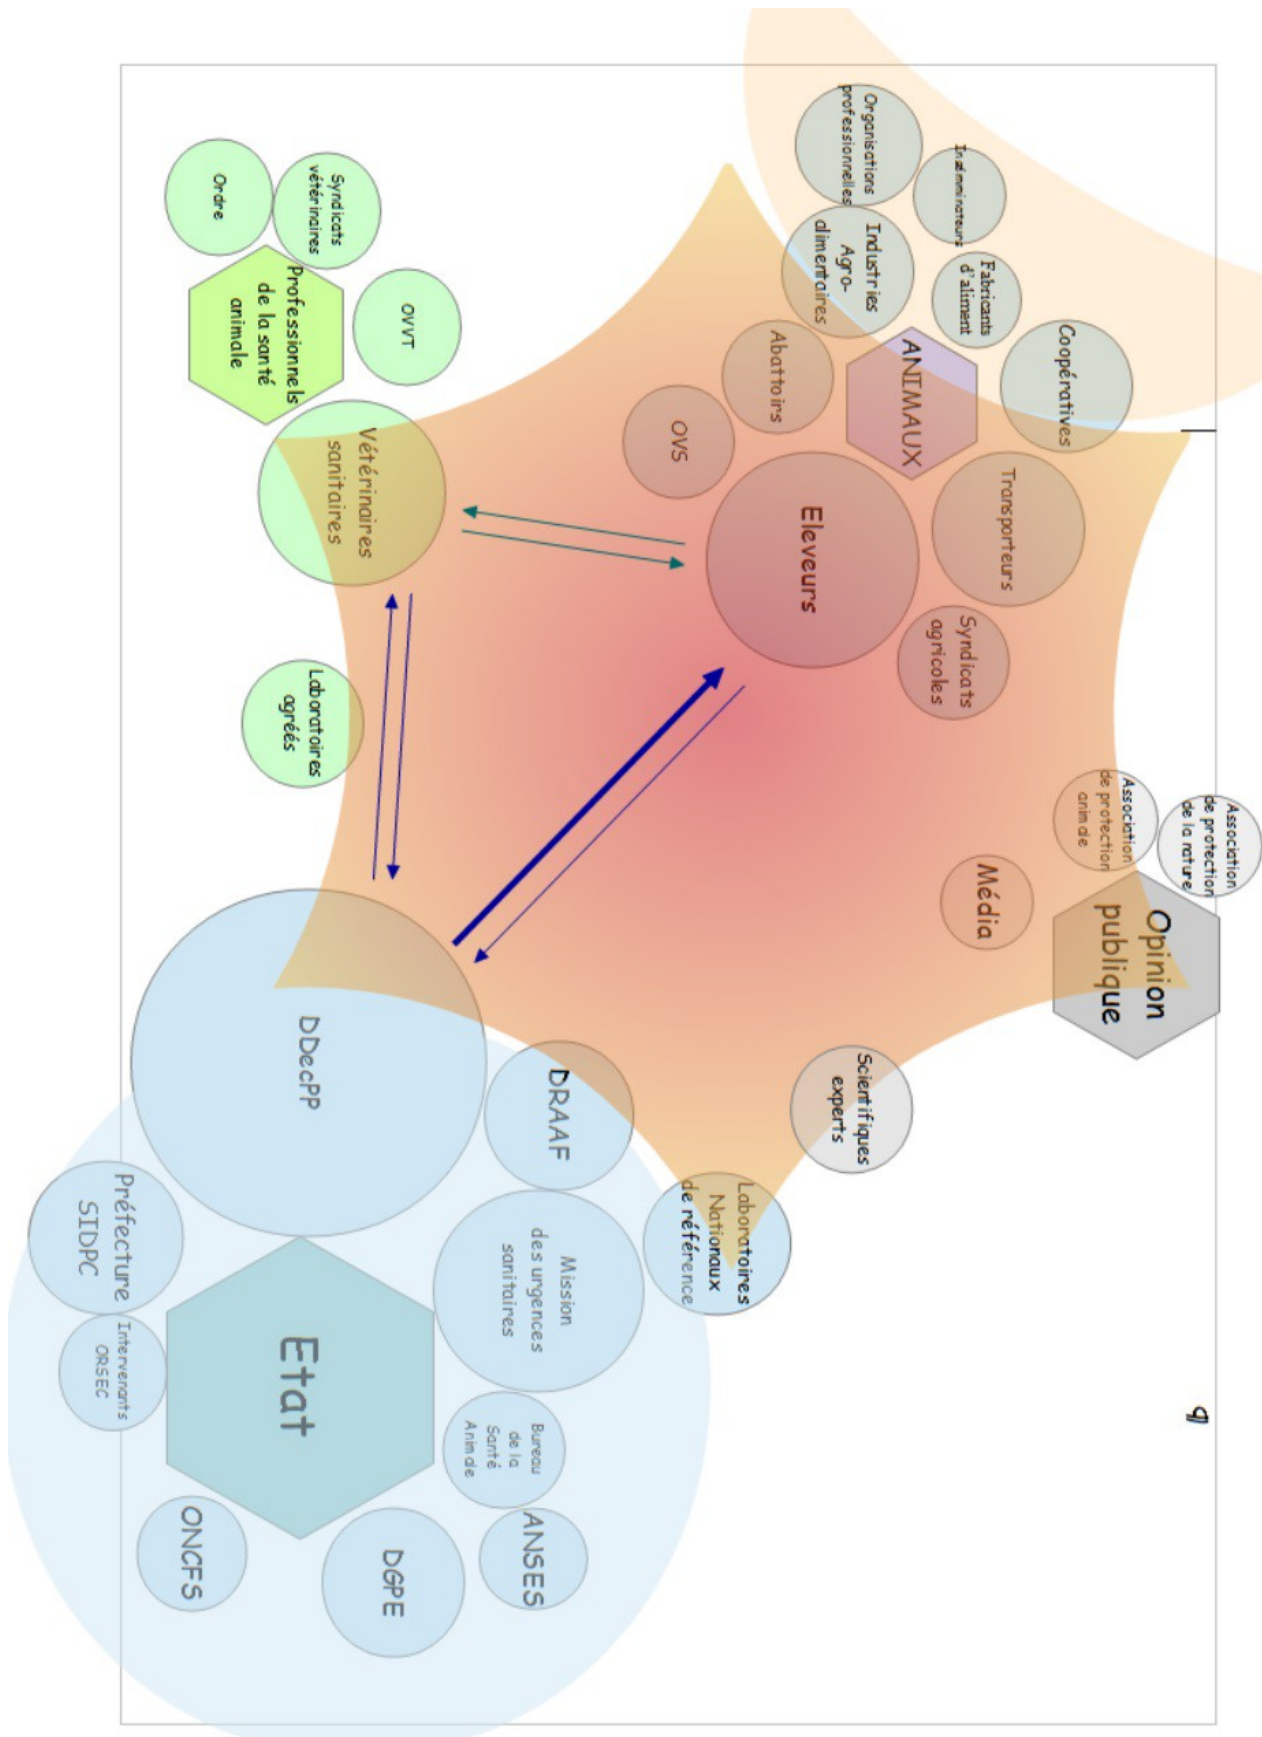 Association
de protection
de la nature
Association
de protection
animale
Opinion
publique
Média
9
Coopératives
Transporteurs
Inséminateurs
Fabricants
d'aliment
Syndicats
agricoles
Organisations
professionnelles
Industries
Agro-
alimentaires
ANIMAUX
Eleveurs
Abattoirs
OVS
Scientifiques
experts
Laboratoires
Nationaux
de référence
DRAAF
Mission
des urgences
sanitaires
Bureau
de la
Santé
Animale
ANSES
OVVT
Syndicats
vétérinaires
Ordre
Professionnels
de la santé
animale
Vétérinaires
sanitaires
Laboratoires
agréés
DDecPP
Etat
DGPE
ONCFS
Préfecture
SIDPC
Intervenants
ORSEC